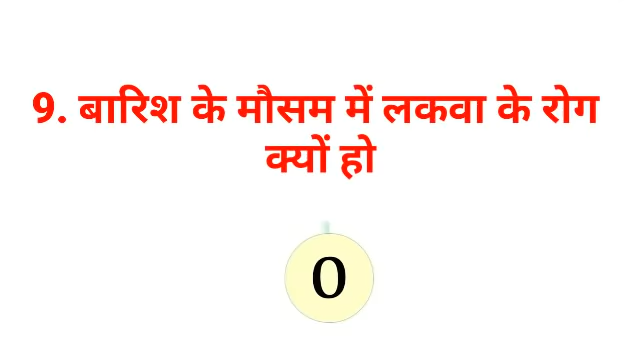 9. बारिश के मौसम में लकवा के रोग
क्यों हो
0